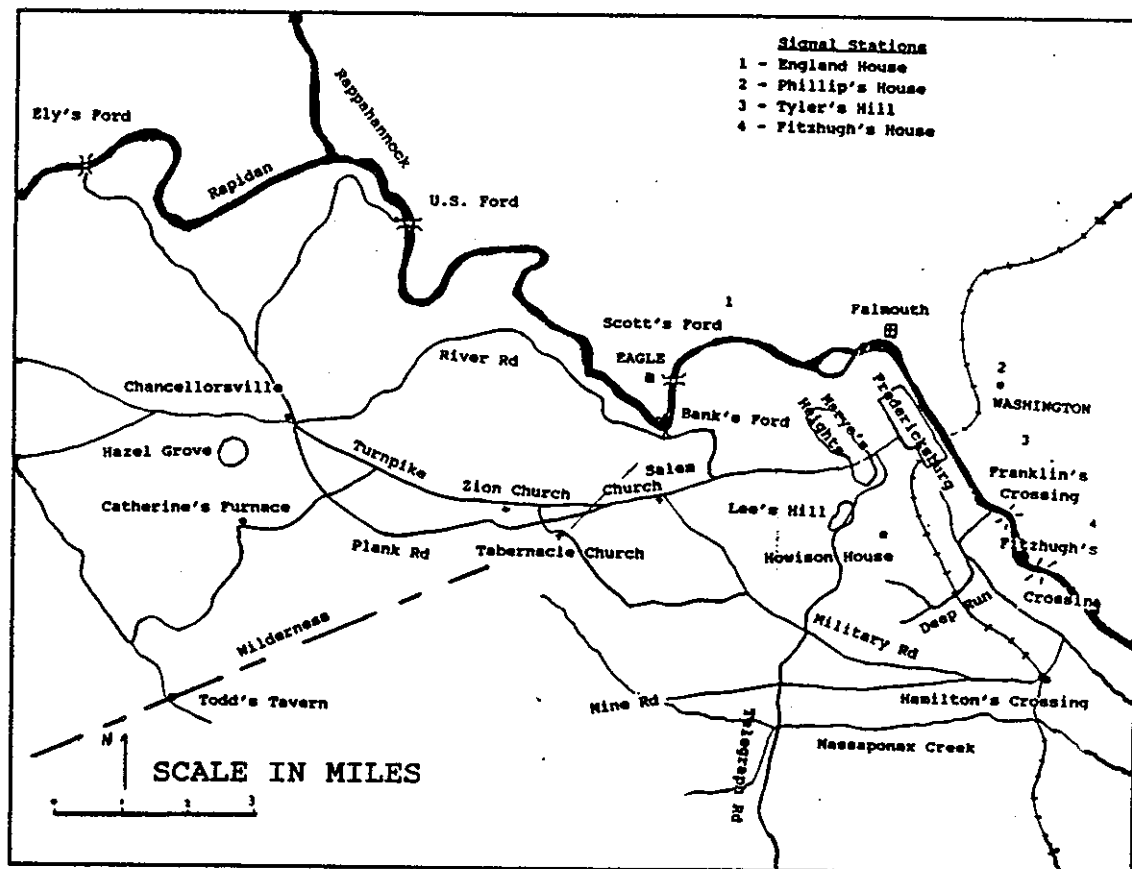 Signal Stations
1 - England House
2 - Phillip's House
3 - Tyler's Hill
4 - Fitzhugh's House
Ely's Ford
Rappahannock
Rapidan
U.S. Ford
1
Scott's Ford
Falmouth
EAGLE
River Rd
2
WASHINGTON
Chancellorsville
Bank's Ford
Marye's
Heights
Fredericksburg
3
Hazel Grove
Turnpike
Salem
Church
Franklin's
Crossing
Zion Church
Catherine's Furnace
Lee's Hill
4
Plank Rd
Tabernacle Church
Howison House
Fitzhugh's
Crossing
Wilderness
Deep Run
Military Rd
Todd's Tavern
Mine Rd
Hamilton's Crossing
Telegraph Rd
Massaponax Creek
N
SCALE IN MILES
0 1 2 3